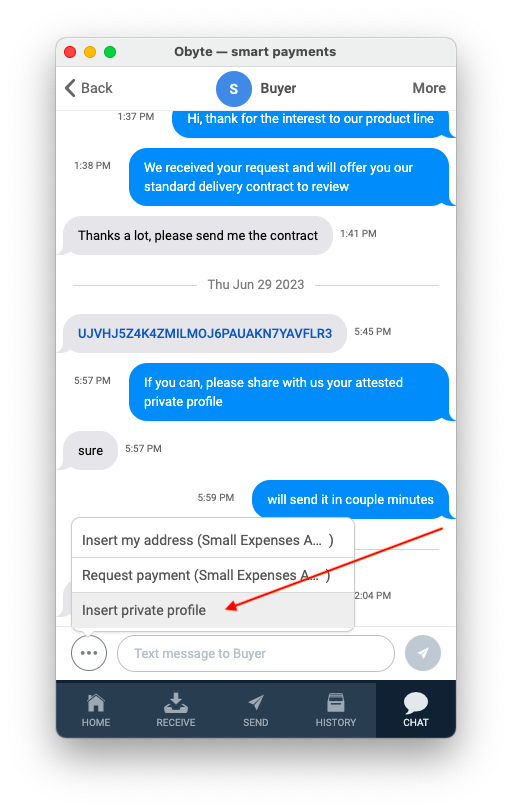 Obyte — smart payments
Back
S
Buyer
More
1:37 PM
Hi, thank for the interest to our product line
1:38 PM
We received your request and will offer you our
standard delivery contract to review
Thanks a lot, please send me the contract
1:41 PM
Thu Jun 29 2023
UJVHJ5Z4K4ZMILMOJ6PAUAKN7YAVFLR3
5:45 PM
5:57 PM
If you can, please share with us your attested
private profile
sure
5:57 PM
5:59 PM
will send it in couple minutes
Insert my address (Small Expenses A... )
Request payment (Small Expenses A... )
Insert private profile
2:04 PM
Text message to Buyer
HOME
RECEIVE
SEND
HISTORY
CHAT